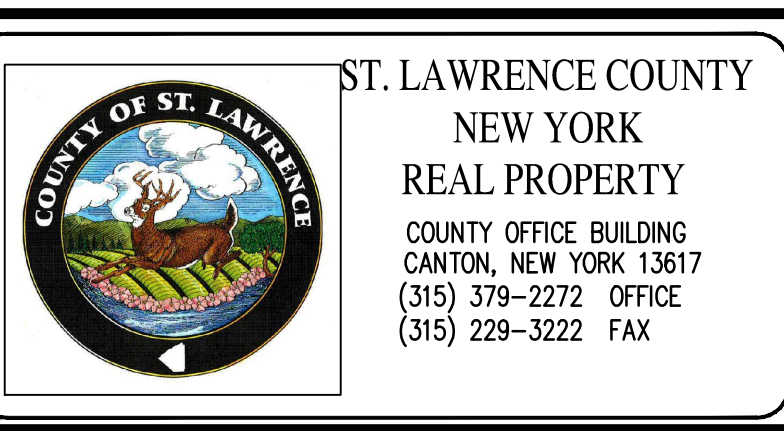 COUNTY OF ST. LAWRENCE
ST. LAWRENCE COUNTY
NEW YORK
REAL PROPERTY
COUNTY OFFICE BUILDING
CANTON, NEW YORK 13617
(315) 379-2272 OFFICE
(315) 229-3222 FAX